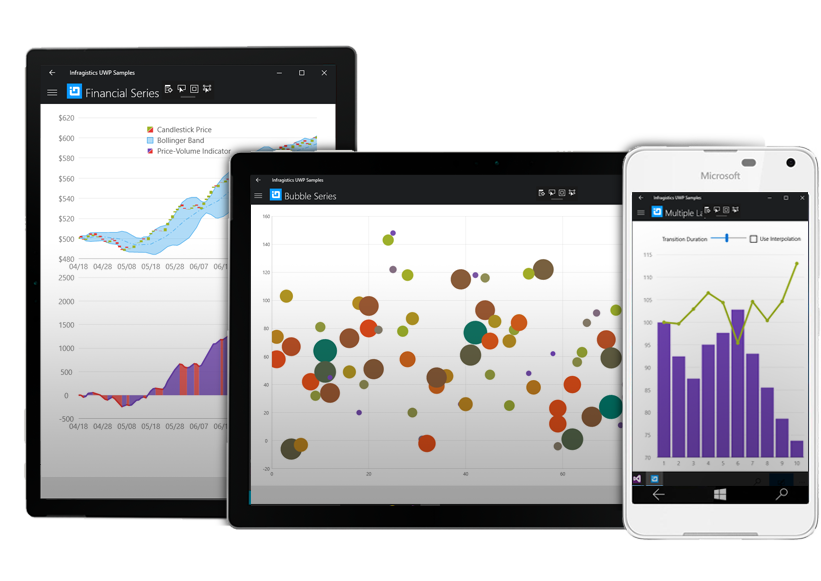 Infragistics UWP Samples
Financial Series
$620
$600
$580
$560
$540
$520
$500
$480
Candlestick Price
Bollinger Band
Price-Volume Indicator
04/18 04/28 05/08 05/18 05/28 06/07 06/1
2500
2000
1500
1000
500
0
-500
04/18 04/28 05/08 05/18 05/28 06/07 06/1
Infragistics UWP Samples
Bubble Series
160
140
120
100
80
60
40
20
0
-20
0 20 40 60
Microsoft
Infragistics UWP Samples
Multiple La
Transition Duration
Use Interpolation
115
110
105
100
95
90
85
80
75
70
1 2 3 4 5 6 7 8 9 10